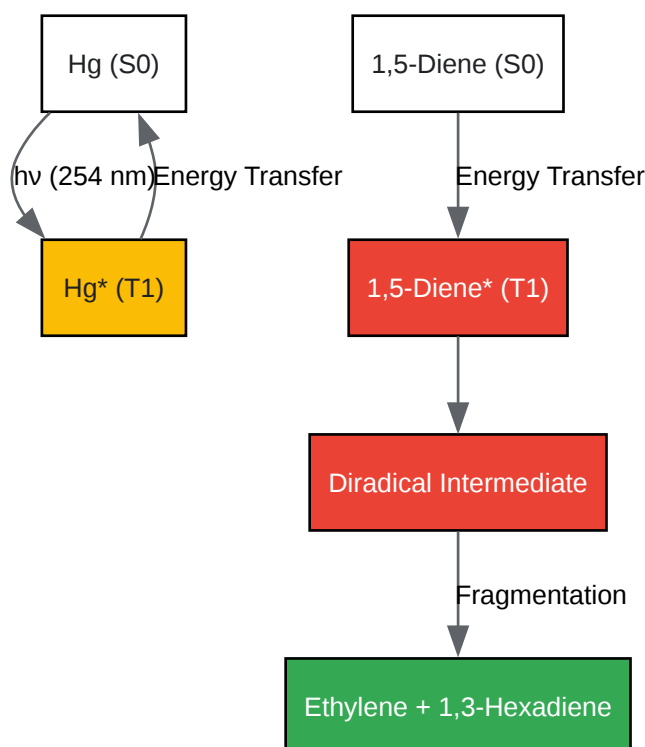 Hg (S0)
1,5-Diene (S0)
hν (254 nm)
Energy Transfer
Energy Transfer
Hg* (T1)
1,5-Diene* (T1)
Diradical Intermediate
Fragmentation
Ethylene + 1,3-Hexadiene